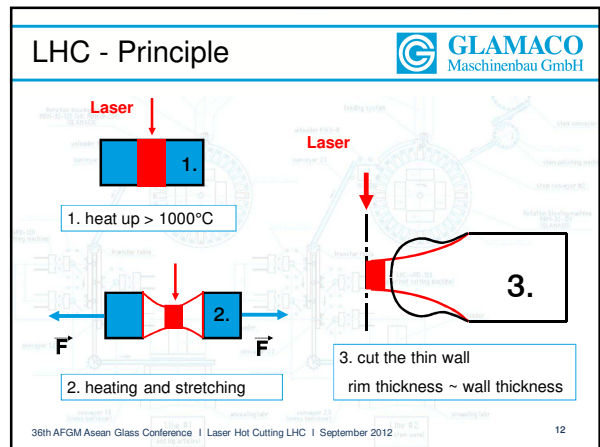 LHC - Principle
GLAMACO
Maschinenbau GmbH
Laser
1.
1. heat up > 1000°C
2.
F
F
2. heating and stretching
Laser
3.
3. cut the thin wall
rim thickness ~ wall thickness
36th AFGM Asean Glass Conference I Laser Hot Cutting LHC I September 2012
12